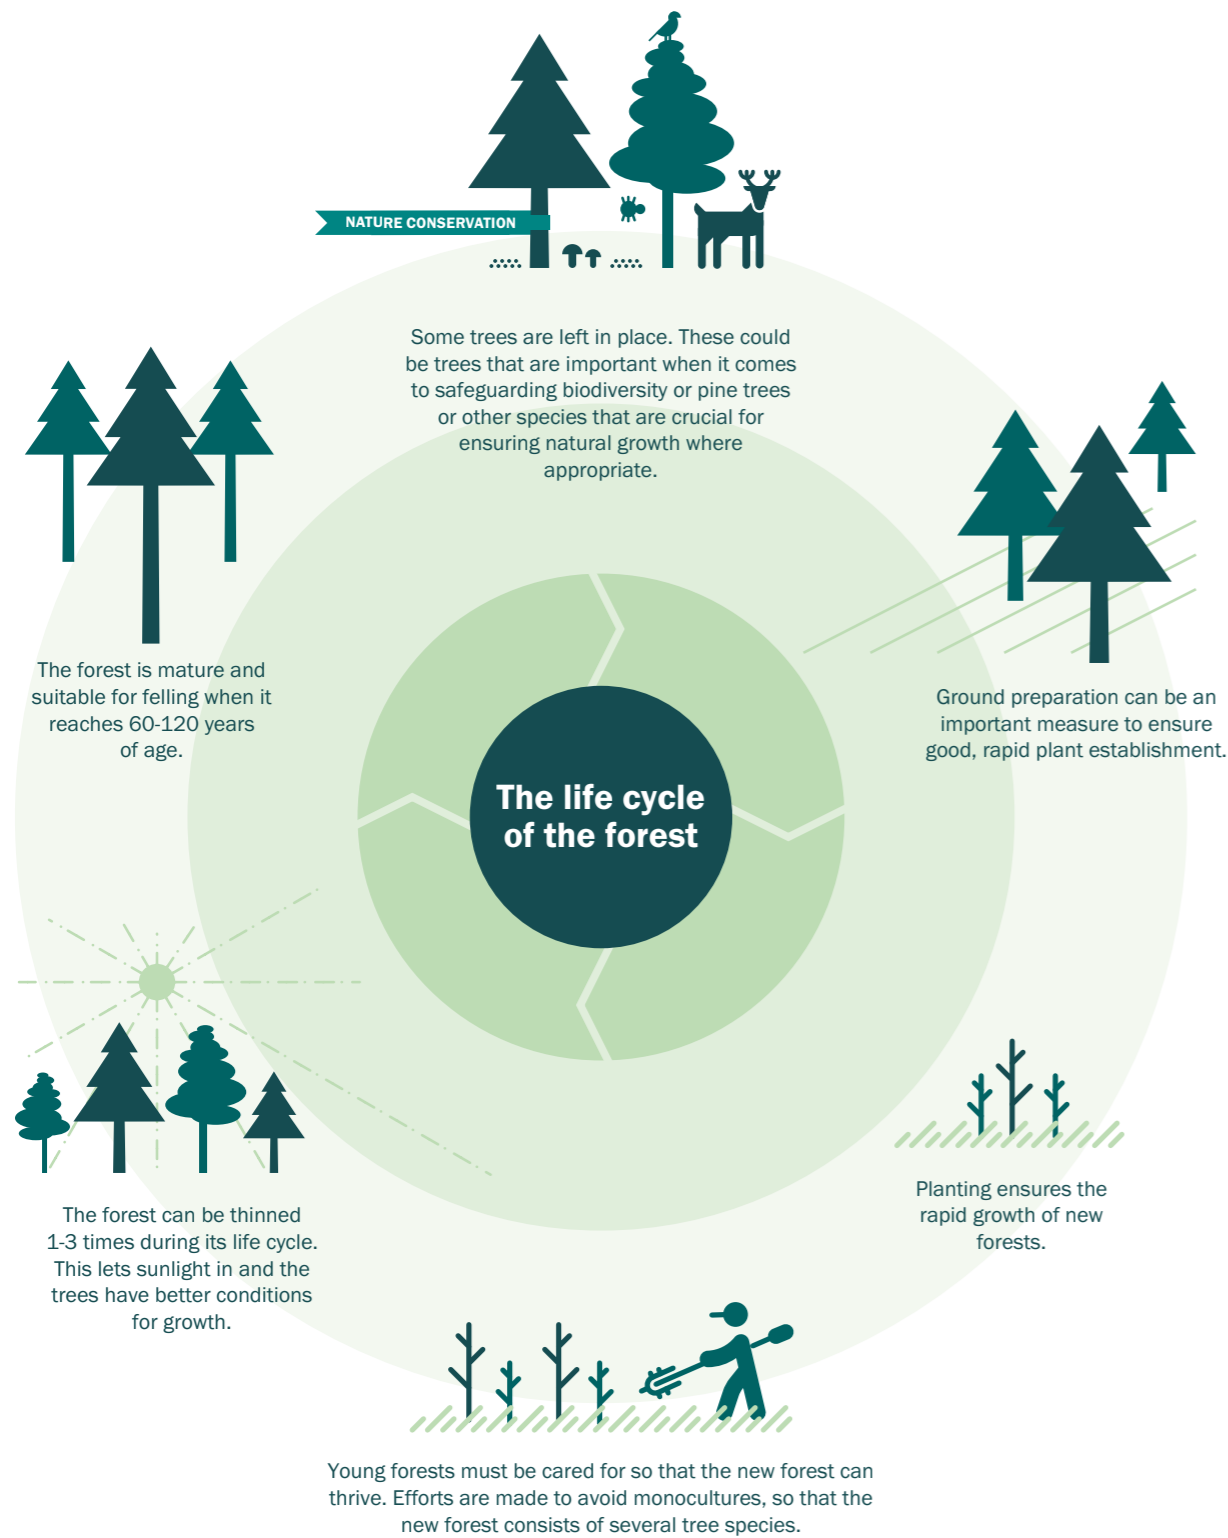 NATURE CONSERVATION
Some trees are left in place. These could
be trees that are important when it comes
to safeguarding biodiversity or pine trees
or other species that are crucial for
ensuring natural growth where
appropriate.
Ground preparation can be an
important measure to ensure
good, rapid plant establishment.
Planting ensures the
rapid growth of new
forests.
Young forests must be cared for so that the new forest can
thrive. Efforts are made to avoid monocultures, so that the
new forest consists of several tree species.
The forest can be thinned
1-3 times during its life cycle.
This lets sunlight in and the
trees have better conditions
for growth.
The forest is mature and
suitable for felling when it
reaches 60-120 years
of age.
The life cycle
of the forest